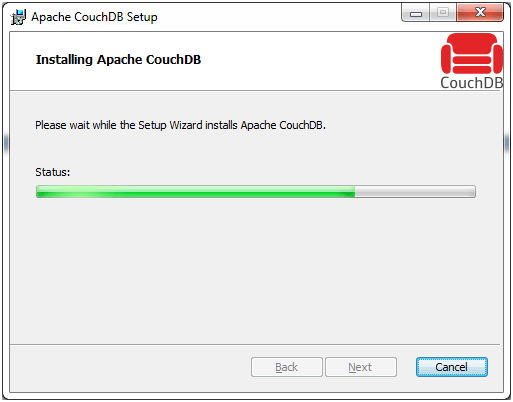 Apache CouchDB Setup
Installing Apache CouchDB
CouchDB
Please wait while the Setup Wizard installs Apache CouchDB.
Status:
Back Next Cancel